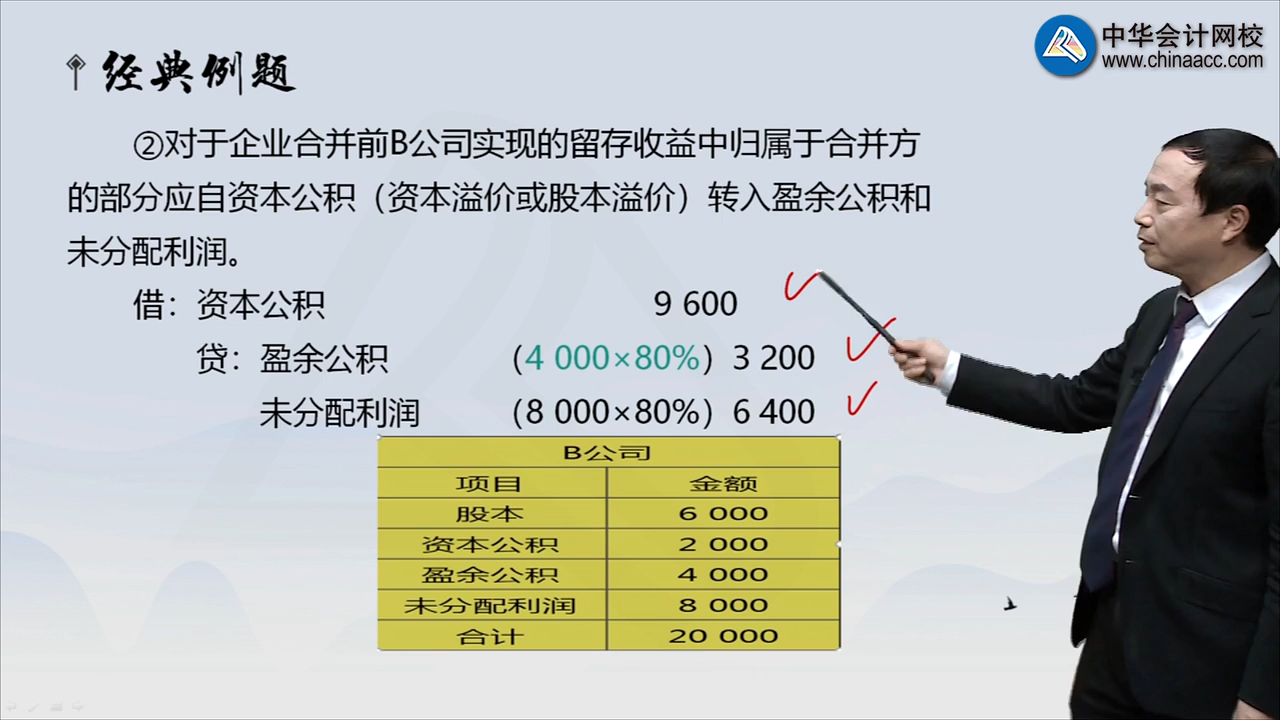 中华会计网校
www.chinaacc.com
经典例题
②对于企业合并前B公司实现的留存收益中归属于合并方
的部分应自资本公积（资本溢价或股本溢价）转入盈余公积和
未分配利润。
借：资本公积 9 600
贷：盈余公积 （4 000×80%）3 200
未分配利润 （8 000×80%）6 400
B公司
项目 金额
股本 6 000
资本公积 2 000
盈余公积 4 000
未分配利润 8 000
合计 20 000